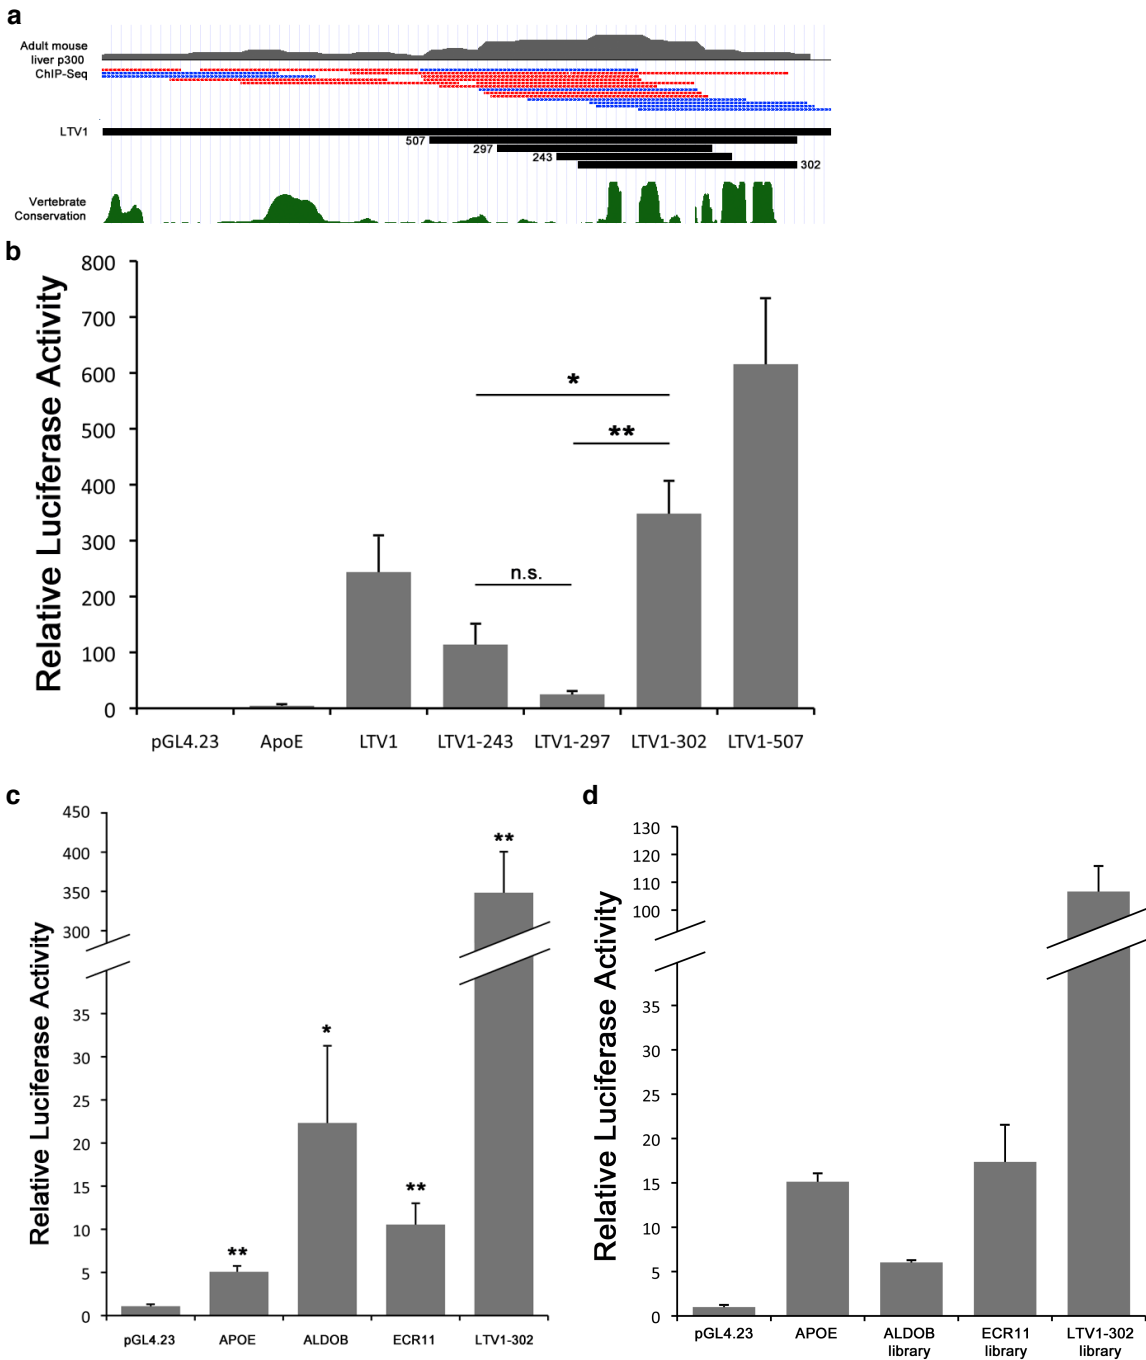 a
Adult mouse
liver p300
ChIP-Seq
LTV1
507
297
243
302
Vertebrate
Conservation
b
Relative Luciferase Activity
800
700
600
500
400
300
200
100
0
*
**
n.s.
pGL4.23 ApoE LTV1 LTV1-243 LTV1-297 LTV1-302 LTV1-507
c
Relative Luciferase Activity
450
400
350
300
35
30
25
20
15
10
5
0
**
*
**
**
pGL4.23 APOE ALDOB ECR11 LTV1-302
d
Relative Luciferase Activity
130
120
110
100
35
30
25
20
15
10
5
0
pGL4.23 APOE ALDOB ECR11 LTV1-302
library library library